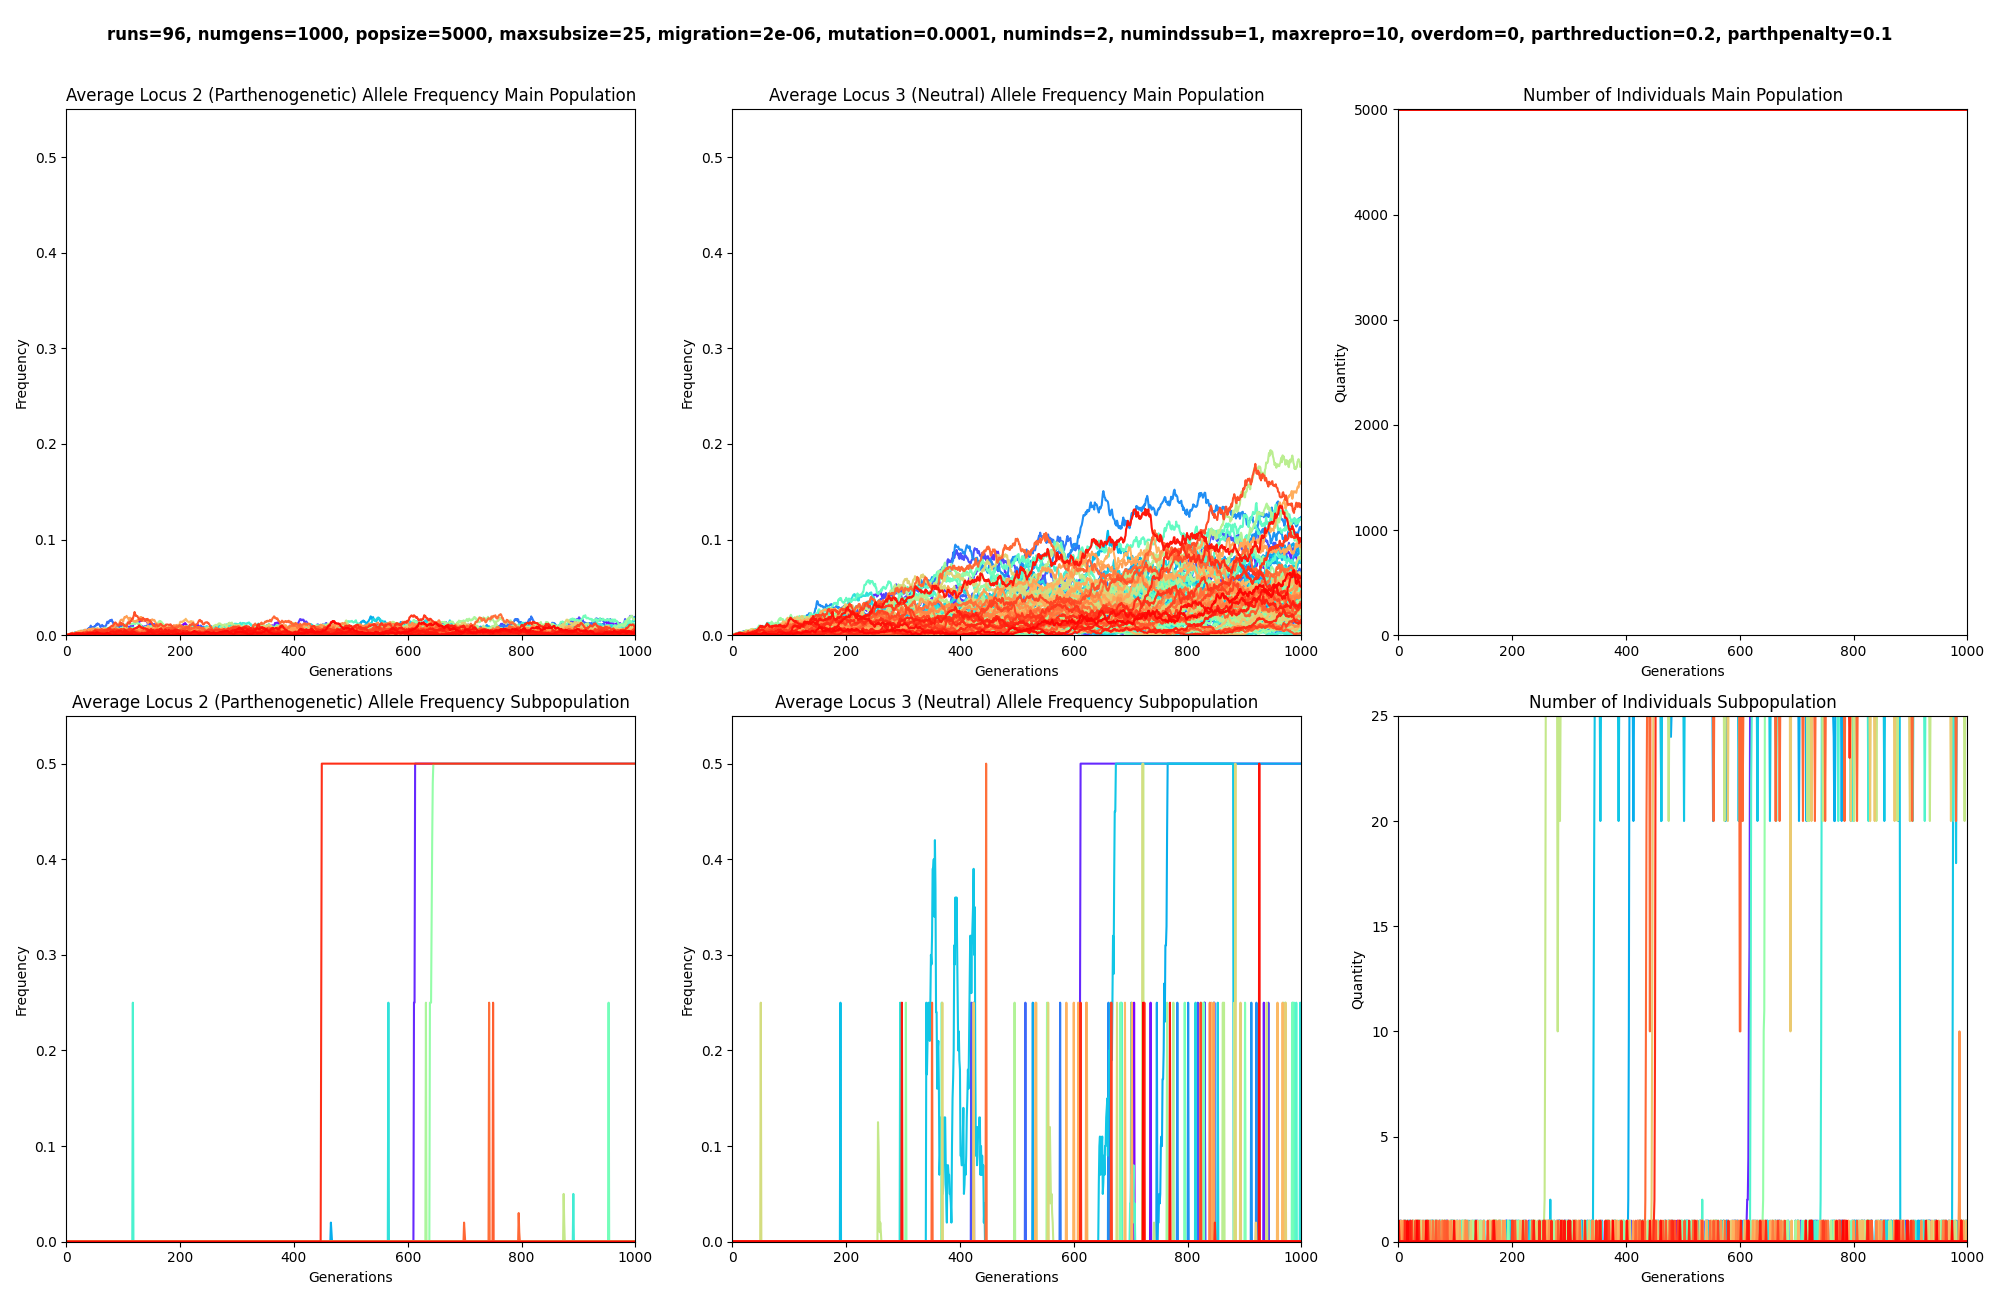 runs=96, numgens=1000, popsize=5000, maxsubsize=25, migration=2e-06, mutation=0.0001, numinds=2, numindssub=1, maxrepro=10, overdom=0, parthreduction=0.2, parthpenalty=0.1
Average Locus 2 (Parthenogenetic) Allele Frequency Main Population
0.5
0.4
0.3
0.2
0.1
0.0
Frequency
0 200 400 600 800 1000
Generations
Average Locus 3 (Neutral) Allele Frequency Main Population
0.5
0.4
0.3
0.2
0.1
0.0
Frequency
0 200 400 600 800 1000
Generations
Number of Individuals Main Population
5000
4000
3000
2000
1000
0
Quantity
0 200 400 600 800 1000
Generations
Average Locus 2 (Parthenogenetic) Allele Frequency Subpopulation
0.5
0.4
0.3
0.2
0.1
0.0
Frequency
0 200 400 600 800 1000
Generations
Average Locus 3 (Neutral) Allele Frequency Subpopulation
0.5
0.4
0.3
0.2
0.1
0.0
Frequency
0 200 400 600 800 1000
Generations
Number of Individuals Subpopulation
25
20
15
10
5
0
Quantity
0 200 400 600 800 1000
Generations